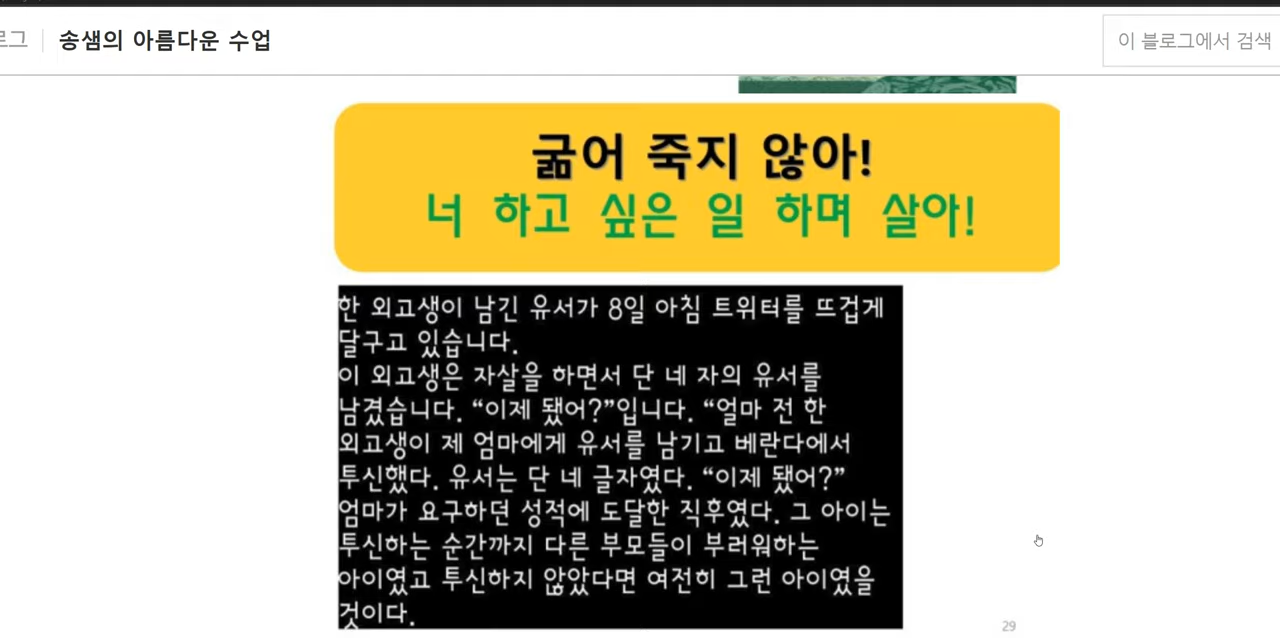 로그
송샘의 아름다운 수업
이 블로그에서 검색
굶어 죽지 않아!
너 하고 싶은 일 하며 살아!
한 외고생이 남긴 유서가 8일 아침 트위터를 뜨겁게
달구고 있습니다.
이 외고생은 자살을 하면서 단 네 자의 유서를
남겼습니다. “이제 됐어?”입니다. “얼마 전 한
외고생이 제 엄마에게 유서를 남기고 베란다에서
투신했다. 유서는 단 네 글자였다. “이제 됐어?”
엄마가 요구하던 성적에 도달한 직후였다. 그 아이는
투신하는 순간까지 다른 부모들이 부러워하는
아이였고 투신하지 않았다면 여전히 그런 아이였을
것이다.
29